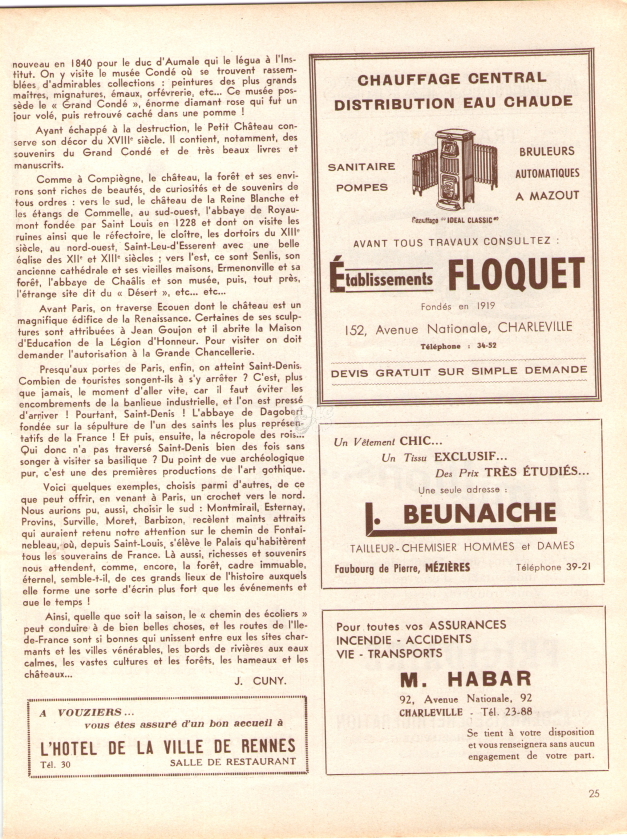 nouveau en 1840 pour le duc d'Aumale qui le légua à l'Ins-
titut. On y visite le musée Condé où se trouvent rassem-
blées d'admirables collections : peintures des plus grands
maîtres, mignatures, émaux, orfévrerie, etc... Ce musée pos-
sède le « Grand Condé », énorme diamant rose qui fut un
jour volé, puis retrouvé caché dans une pomme !
Ayant échappé à la destruction, le Petit Château con-
serve son décor du XVIIIe siècle. Il contient, notamment, des
souvenirs du Grand Condé et de très beaux livres et
manuscrits.
Comme à Compiègne, le château, la forêt et ses envi-
rons sont riches de beautés, de curiosités et de souvenirs de
tous ordres : vers le sud, le château de la Reine Blanche et
les étangs de Commelle, au sud-ouest, l'abbaye de Royau-
mont fondée par Saint Louis en 1228 et dont on visite les
ruines ainsi que le réfectoire, le cloître, les dortoirs du XIIIe
siècle, au nord-ouest, Saint-Leu-d'Esserent avec une belle
église des XIIe et XIIIe siècles ; vers l'est, ce sont Senlis, son
ancienne cathédrale et ses vieilles maisons, Ermenonville et sa
forêt, l'abbaye de Chaâlis et son musée, puis, tout près,
l'étrange site dit du « Désert », etc... etc...
Avant Paris, on traverse Ecouen dont le château est un
magnifique édifice de la Renaissance. Certaines de ses sculp-
tures sont attribuées à Jean Goujon et il abrite la Maison
d'Education de la Légion d'Honneur. Pour visiter on doit
demander l'autorisation à la Grande Chancellerie.
Presqu'aux portes de Paris, enfin, on atteint Saint-Denis.
Combien de touristes songent-ils à s'y arrêter ? C'est, plus
que jamais, le moment d'aller vite, car il faut éviter les
encombrements de la banlieue industrielle, et l'on est pressé
d'arriver ! Pourtant, Saint-Denis ! L'abbaye de Dagobert
fondée sur la sépulture de l'un des saints les plus représen-
tatifs de la France ! Et puis, ensuite, la nécropole des rois...
Qui donc n'a pas traversé Saint-Denis bien des fois sans
songer à visiter sa basilique ? Du point de vue archéologique
pur, c'est une des premières productions de l'art gothique.
Voici quelques exemples, choisis parmi d'autres, de ce
que peut offrir, en venant à Paris, un crochet vers le nord.
Nous aurions pu, aussi, choisir le sud : Montmirail, Esternay,
Provins, Surville, Moret, Barbizon, recèlent maints attraits
qui auraient retenu notre attention sur le chemin de Fontai-
nebleau, où, depuis Saint-Louis, s'élève le Palais qu'habitèrent
tous les souverains de France. Là aussi, richesses et souvenirs
nous attendent, comme, encore, la forêt, cadre immuable,
éternel, semble-t-il, de ces grands lieux de l'histoire auxquels
elle forme une sorte d'écrin plus fort que les événements et
que le temps !
Ainsi, quelle que soit la saison, le « chemin des écoliers »
peut conduire à de bien belles choses, et les routes de l'Ile-
de-France sont si bonnes qui unissent entre eux les sites char-
mants et les villes vénérables, les bords de rivières aux eaux
calmes, les vastes cultures et les forêts, les hameaux et les
châteaux...
J. CUNY.
A VOUZIERS...
vous êtes assuré d'un bon accueil à
L'HOTEL DE LA VILLE DE RENNES
Tél. 30 SALLE DE RESTAURANT
CHAUFFAGE CENTRAL
DISTRIBUTION EAU CHAUDE
SANITAIRE
POMPES
BRULEURS
AUTOMATIQUES
A MAZOUT
Chauffage "IDEAL CLASSIC"
AVANT TOUS TRAVAUX CONSULTEZ :
Établissements FLOQUET
Fondés en 1919
152, Avenue Nationale, CHARLEVILLE
Téléphone : 34-52
DEVIS GRATUIT SUR SIMPLE DEMANDE
Un Vêtement CHIC...
Un Tissu EXCLUSIF...
Des Prix TRÈS ÉTUDIÉS...
Une seule adresse :
J. BEUNAICHE
TAILLEUR-CHEMISIER HOMMES et DAMES
Faubourg de Pierre, MÉZIÈRES Téléphone 39-21
Pour toutes vos ASSURANCES
INCENDIE - ACCIDENTS
VIE - TRANSPORTS
M. HABAR
92, Avenue Nationale, 92
CHARLEVILLE - Tél. 23-88
Se tient à votre disposition
et vous renseignera sans aucun
engagement de votre part.
25